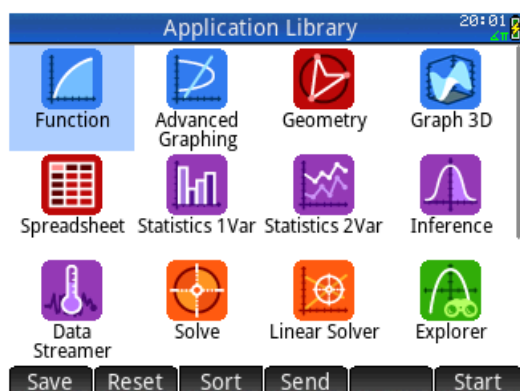 Application Library
20:01
∡π
Function
Advanced
Graphing
Geometry
Graph 3D
Spreadsheet
Statistics 1Var
Statistics 2Var
Inference
Data
Streamer
Solve
Linear Solver
Explorer
Save
Reset
Sort
Send
Start